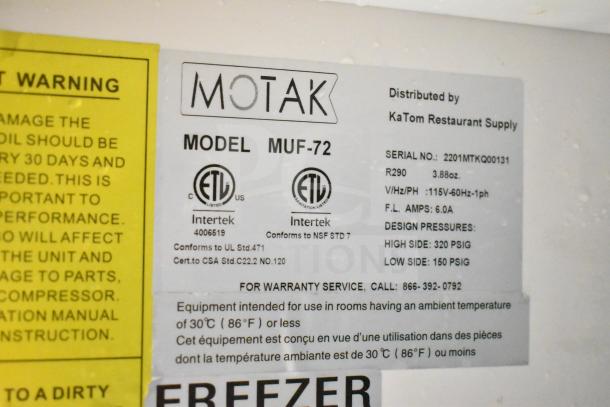 T WARNING
AMAGE THE
OIL SHOULD BE
RY 30 DAYS AND
EEDED.THIS IS
PORTANT TO
PERFORMANCE.
SO WILL AFFECT
THE UNIT AND
AGE TO PARTS,
COMPRESSOR.
ATION MANUAL
NSTRUCTION.
TO A DIRTY
MOTAK
MODEL MUF-72
C ETL US
Intertek
4006519
ETL
Intertek
Conforms to UL Std.471
Cert.to CSA Std.C22.2 NO.120
Conforms to NSF STD 7
Distributed by
KaTom Restaurant Supply
SERIAL NO.: 2201MTKQ00131
R290 3.88oz.
V/Hz/PH :115V-60Hz-1ph
F.L. AMPS: 6.0A
DESIGN PRESSURES:
HIGH SIDE: 320 PSIG
LOW SIDE: 150 PSIG
FOR WARRANTY SERVICE, CALL: 866-392-0792
Equipment intended for use in rooms having an ambient temperature
of 30℃ ( 86°F ) or less
Cet équipement est conçu en vue d'une utilisation dans des pièces
dont la température ambiante est de 30℃ ( 86°F ) ou moins
FREEZER